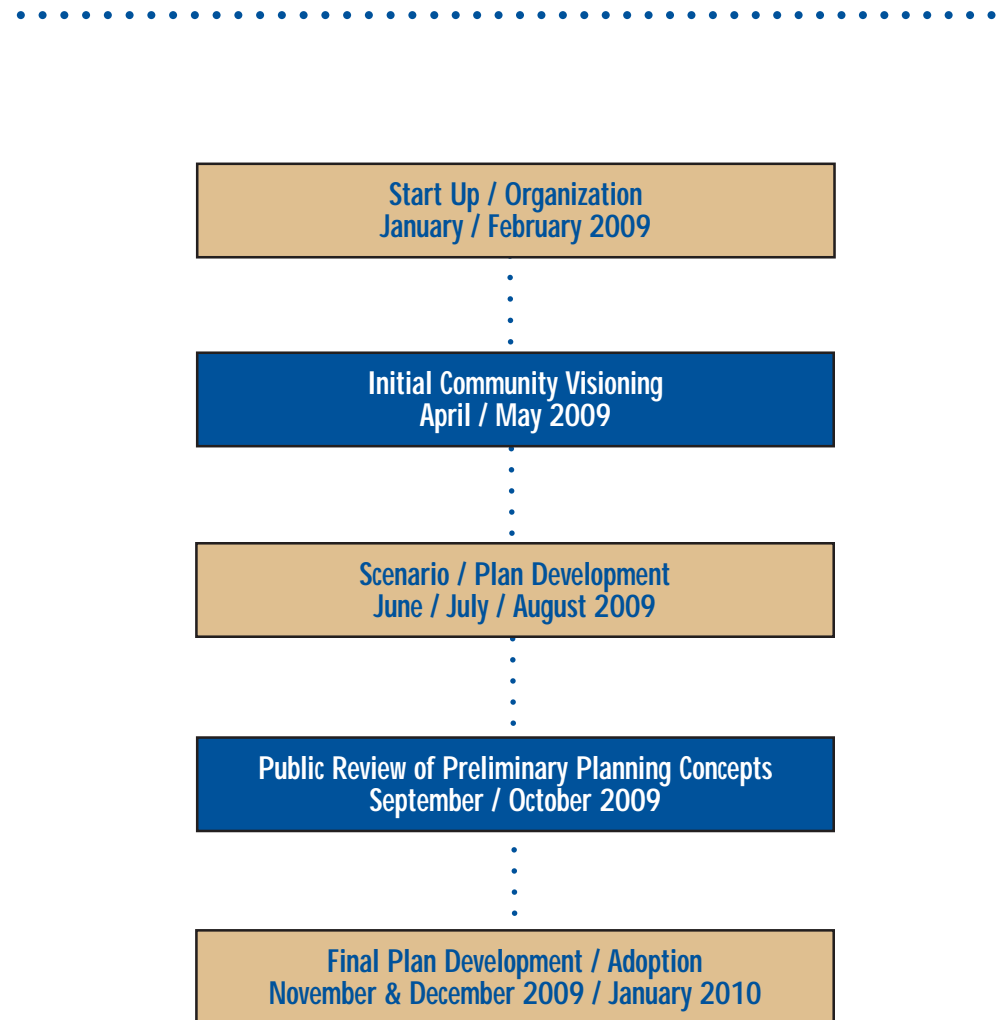 Start Up / Organization
January / February 2009
Initial Community Visioning
April / May 2009
Scenario / Plan Development
June / July / August 2009
Public Review of Preliminary Planning Concepts
September / October 2009
Final Plan Development / Adoption
November & December 2009 / January 2010